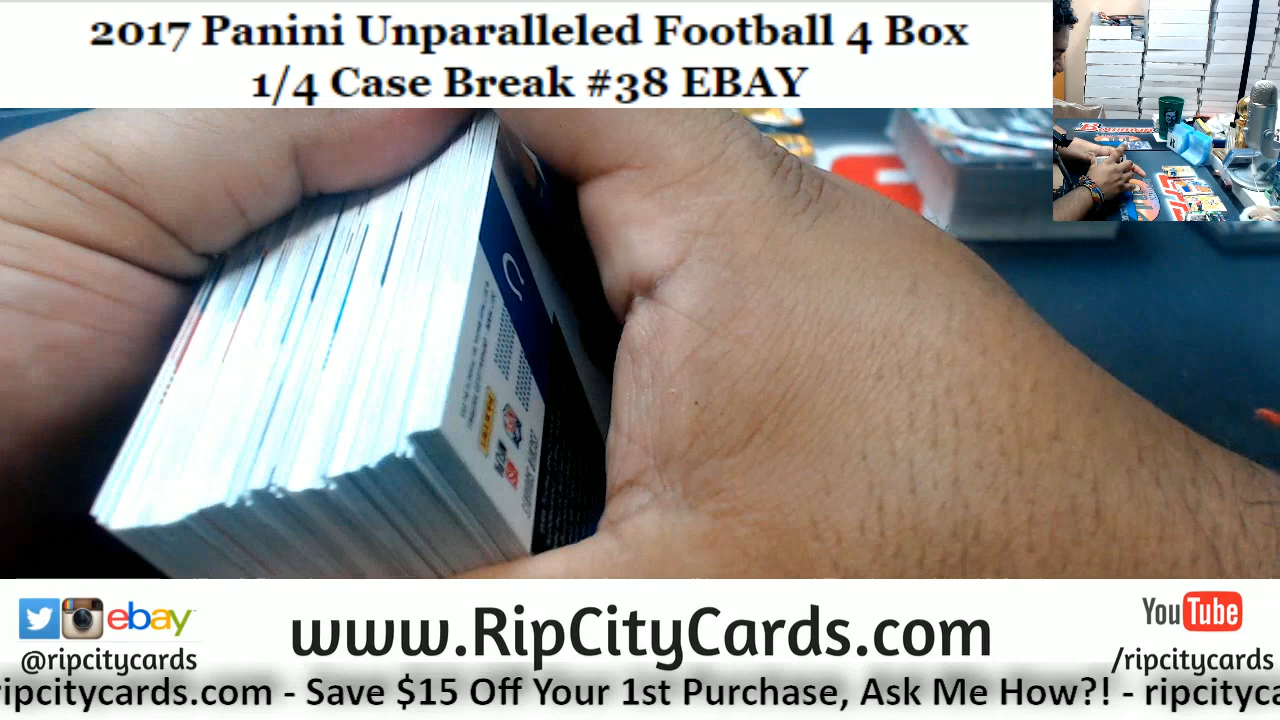 2017 Panini Unparalleled Football 4 Box
1/4 Case Break #38 EBAY
ebay
@ripcitycards
www.RipCityCards.com
YouTube
/ripcitycards
ripcitycards.com - Save $15 Off Your 1st Purchase, Ask Me How?! - ripcityca